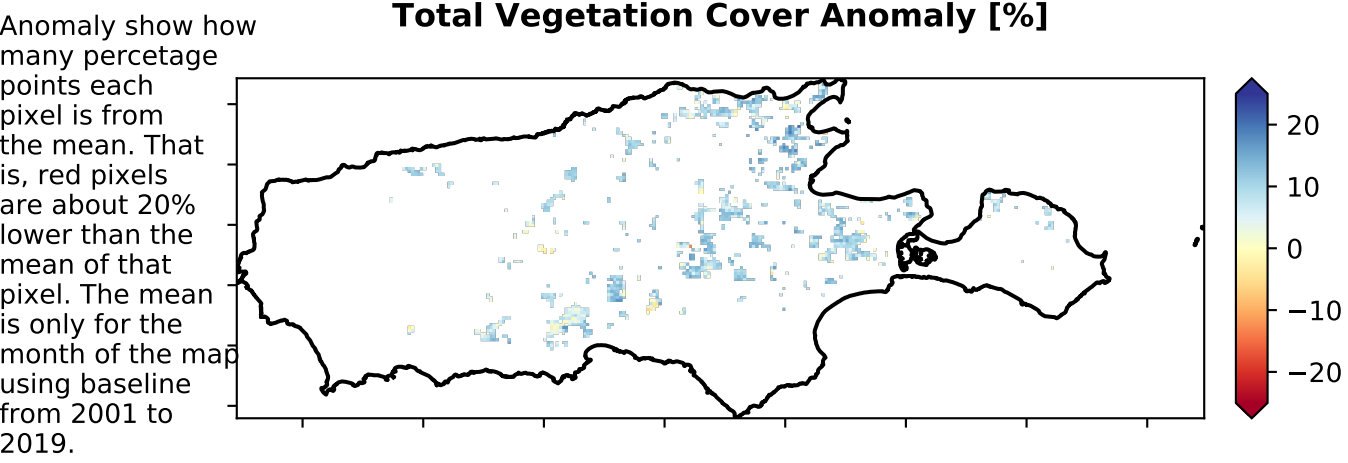 Total Vegetation Cover Anomaly [%]
Anomaly show how
many percetage
points each
pixel is from
the mean. That
is, red pixels
are about 20%
lower than the
mean of that
pixel. The mean
is only for the
month of the map
using baseline
from 2001 to
2019.
20
10
0
−10
−20